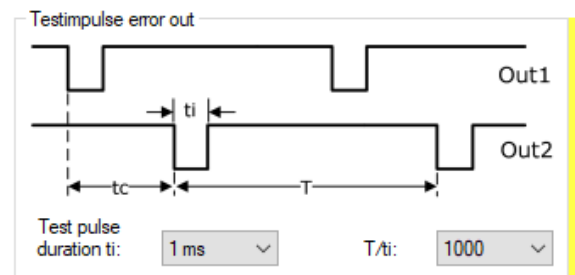 Testimpulse error out
Out1
ti
Out2
tc
T
Test pulse
duration ti:
1 ms
T/ti:
1000